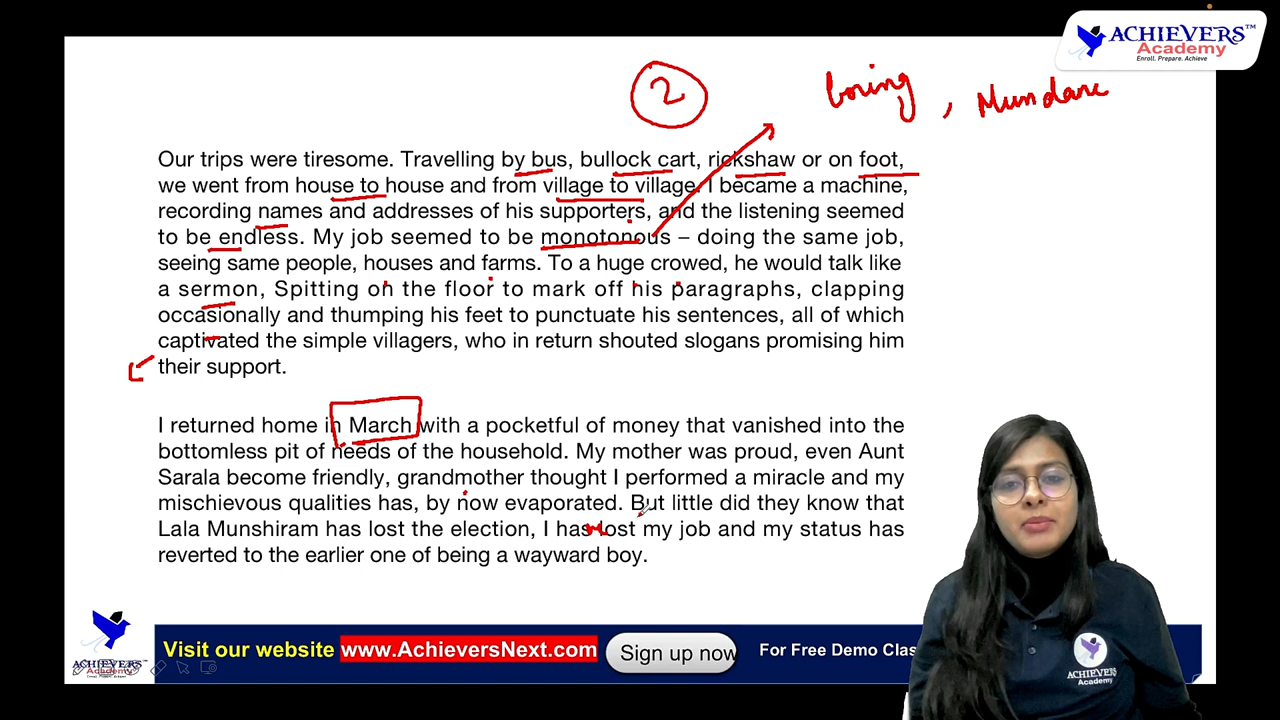 ACHIEVERS™
Academy
Enroll. Prepare. Achieve
2
boring, Mundane
Our trips were tiresome. Travelling by bus, bullock cart, rickshaw or on foot,
we went from house to house and from village to village. I became a machine,
recording names and addresses of his supporters, and the listening seemed
to be endless. My job seemed to be monotonous – doing the same job,
seeing same people, houses and farms. To a huge crowed, he would talk like
a sermon, Spitting on the floor to mark off his paragraphs, clapping
occasionally and thumping his feet to punctuate his sentences, all of which
captivated the simple villagers, who in return shouted slogans promising him
their support.
I returned home in March with a pocketful of money that vanished into the
bottomless pit of needs of the household. My mother was proud, even Aunt
Sarala become friendly, grandmother thought I performed a miracle and my
mischievous qualities has, by now evaporated. But little did they know that
Lala Munshiram has lost the election, I has lost my job and my status has
reverted to the earlier one of being a wayward boy.
ACHIEVERS
Academy
Enroll. Prepare. Achieve
Visit our website www.AchieversNext.com
Sign up now
For Free Demo Clas
ACHIEVERS
Academy